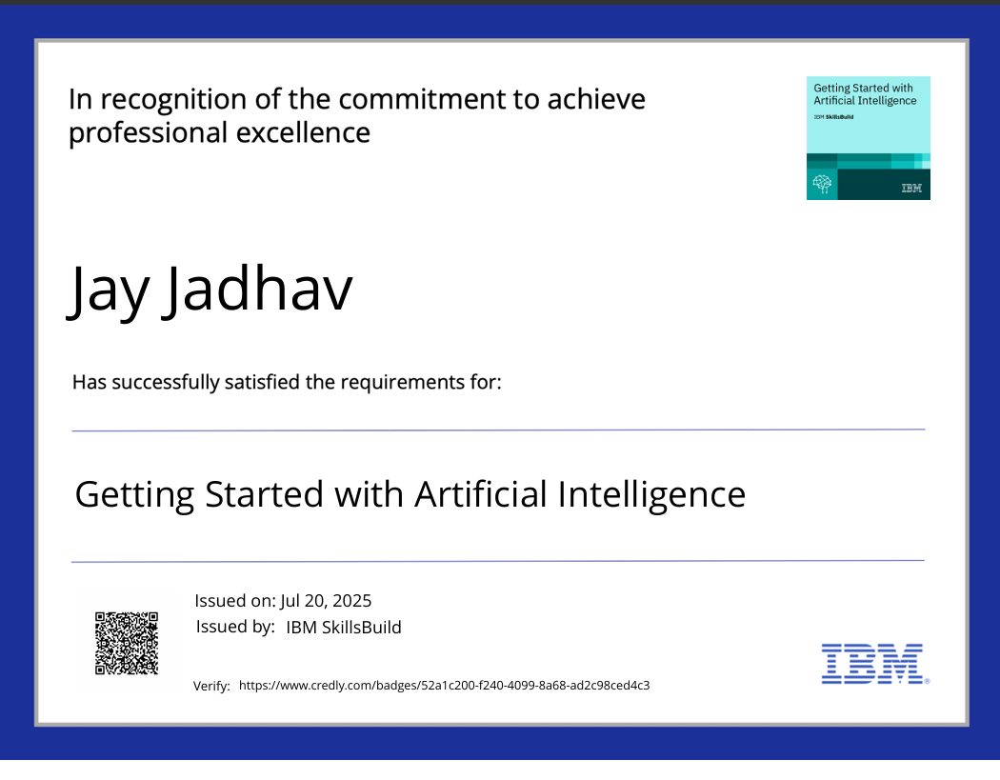 In recognition of the commitment to achieve
professional excellence
Getting Started with
Artificial Intelligence
IBM SkillsBuild
IBM
Jay Jadhav
Has successfully satisfied the requirements for:
Getting Started with Artificial Intelligence
Issued on: Jul 20, 2025
Issued by: IBM SkillsBuild
Verify: https://www.credly.com/badges/52a1c200-f240-4099-8a68-ad2c98ced4c3
IBM®